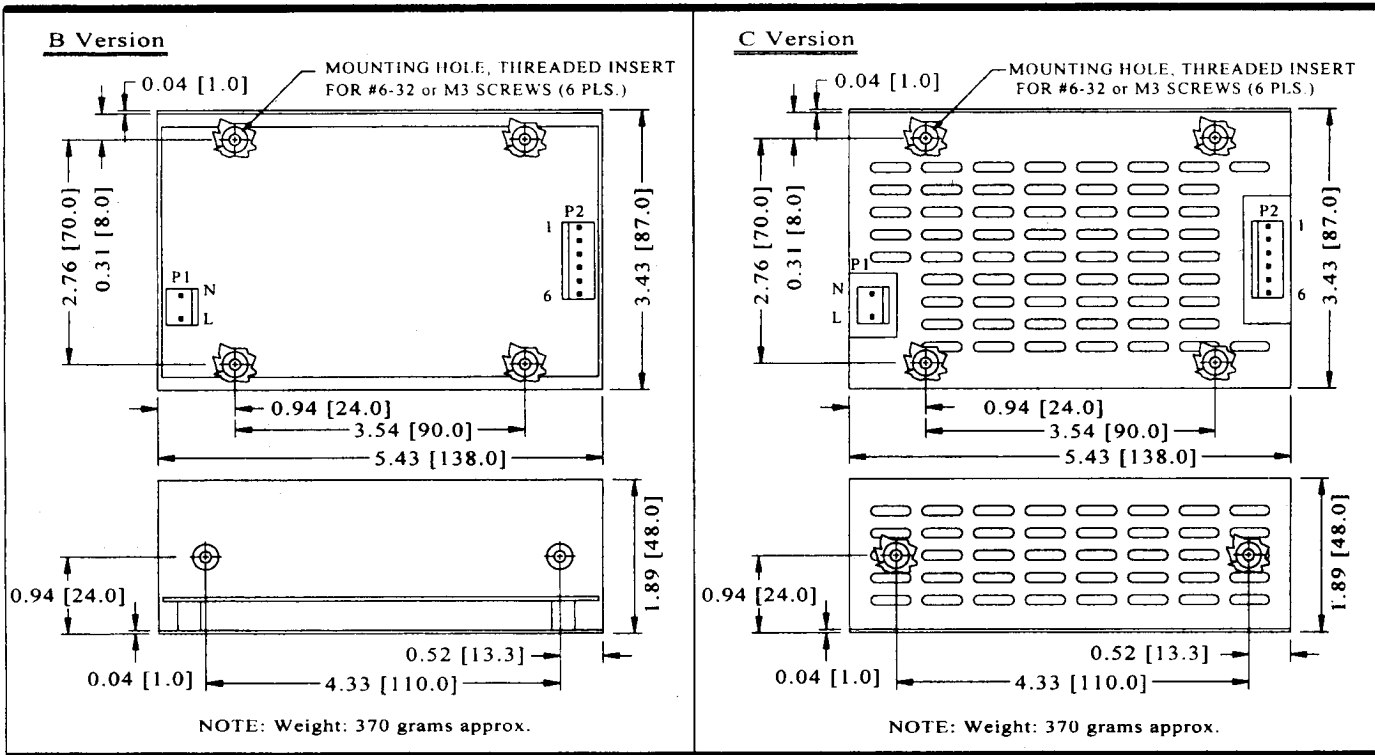 B Version
0.04 [1.0]
MOUNTING HOLE, THREADED INSERT
FOR #6-32 or M3 SCREWS (6 PLS.)
2.76 [70.0]
0.31 [8.0]
P1
N
L
P2
1
6
3.43 [87.0]
0.94 [24.0]
3.54 [90.0]
5.43 [138.0]
0.94 [24.0]
1.89 [48.0]
0.52 [13.3]
0.04 [1.0]
4.33 [110.0]
NOTE: Weight: 370 grams approx.
C Version
0.04 [1.0]
MOUNTING HOLE, THREADED INSERT
FOR #6-32 or M3 SCREWS (6 PLS.)
2.76 [70.0]
0.31 [8.0]
P1
N
L
P2
1
6
3.43 [87.0]
0.94 [24.0]
3.54 [90.0]
5.43 [138.0]
0.94 [24.0]
1.89 [48.0]
0.52 [13.3]
0.04 [1.0]
4.33 [110.0]
NOTE: Weight: 370 grams approx.